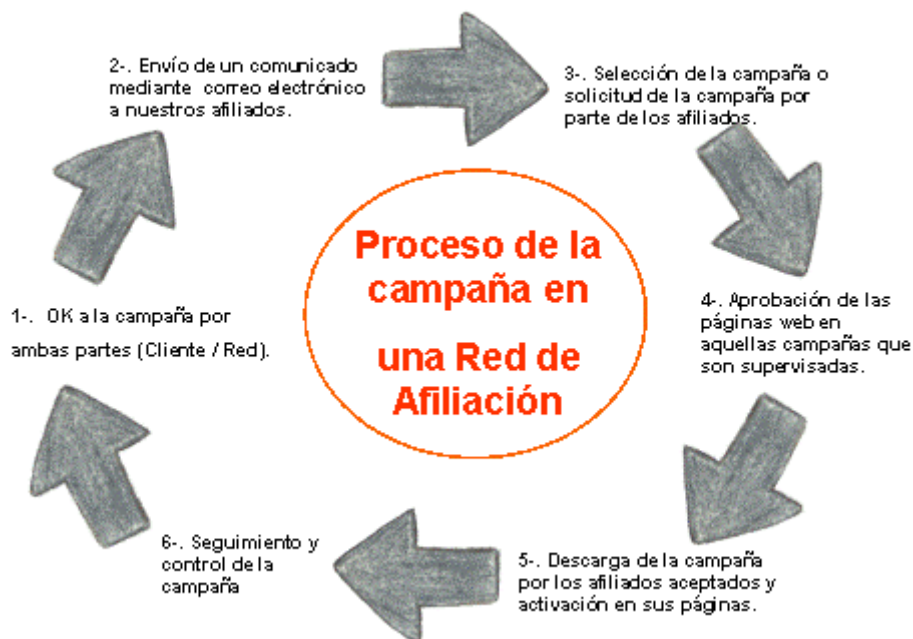 1-. OK a la campaña por
ambas partes (Cliente / Red).
2-. Envío de un comunicado
mediante correo electrónico
a nuestros afiliados.
3-. Selección de la campaña o
solicitud de la campaña por
parte de los afiliados.
4-. Aprobación de las
páginas web en
aquellas campañas que
son supervisadas.
5-. Descarga de la campaña
por los afiliados aceptados y
activación en sus páginas.
6-. Seguimiento y
control de la
campaña
Proceso de la
campaña en
una Red de
Afiliación